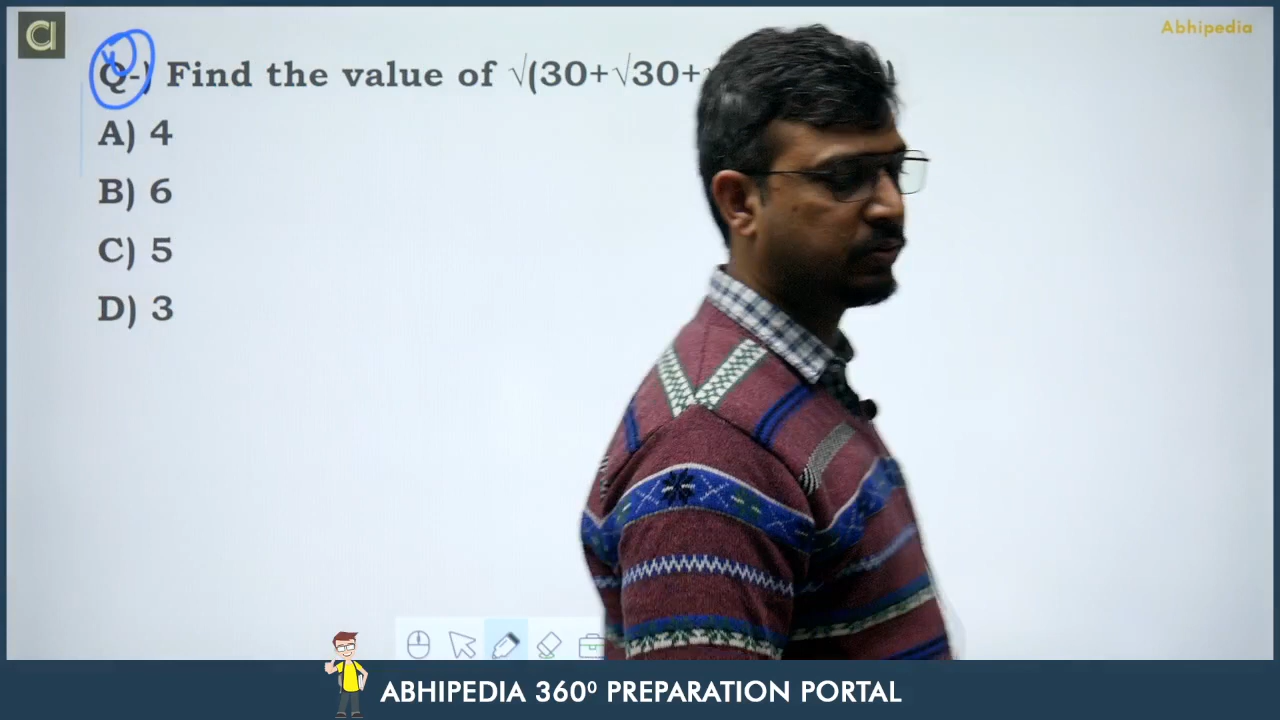 Abhipedia
Q-) Find the value of √(30+√30+
A) 4
B) 6
C) 5
D) 3
ABHIPEDIA 360⁰ PREPARATION PORTAL